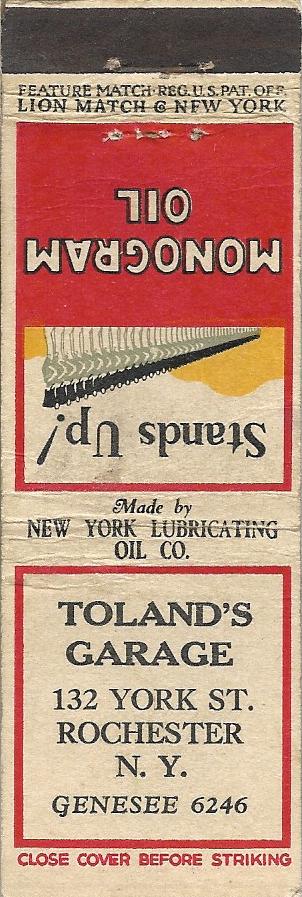 FEATURE MATCH·REG.U.S.PAT.OFF.
LION MATCH Co NEW YORK
MONOGRAM
OIL
Stands Up!
Made by
NEW YORK LUBRICATING
OIL CO.
TOLAND'S
GARAGE
132 YORK ST.
ROCHESTER
N. Y.
GENESEE 6246
CLOSE COVER BEFORE STRIKING